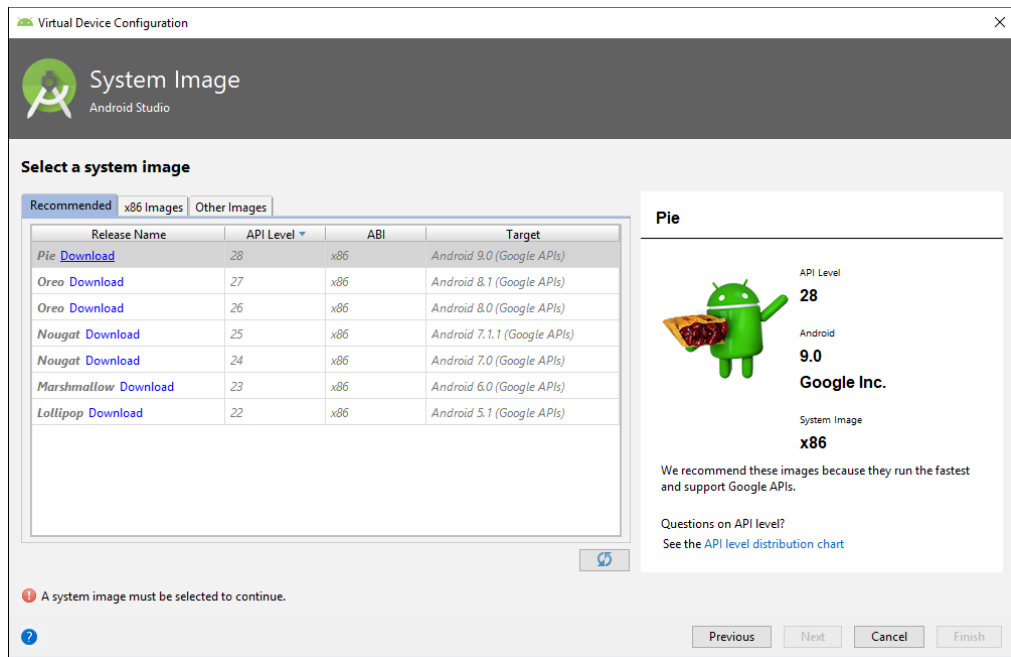 Virtual Device Configuration
System Image
Android Studio
Select a system image
Recommended x86 Images Other Images
Release Name API Level ABI Target
Pie Download 28 x86 Android 9.0 (Google APIs)
Oreo Download 27 x86 Android 8.1 (Google APIs)
Oreo Download 26 x86 Android 8.0 (Google APIs)
Nougat Download 25 x86 Android 7.1.1 (Google APIs)
Nougat Download 24 x86 Android 7.0 (Google APIs)
Marshmallow Download 23 x86 Android 6.0 (Google APIs)
Lollipop Download 22 x86 Android 5.1 (Google APIs)
Pie
API Level
28
Android
9.0
Google Inc.
System Image
x86
We recommend these images because they run the fastest
and support Google APIs.
Questions on API level?
See the API level distribution chart
! A system image must be selected to continue.
? Previous Next Cancel Finish